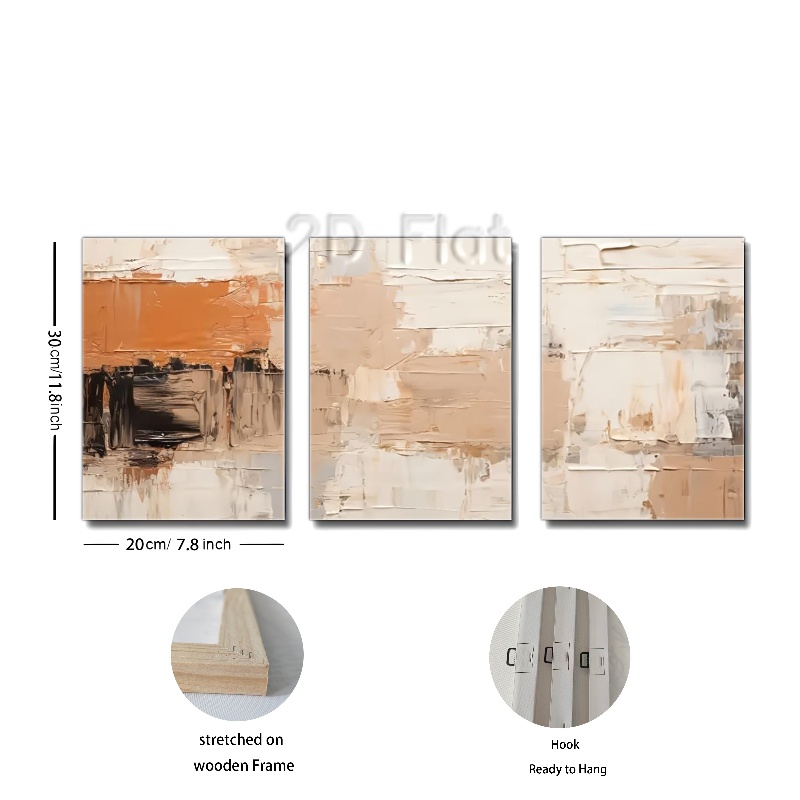 2D Flat
30cm/11.8inch
20cm/ 7.8 inch
stretched on
wooden Frame
Hook
Ready to Hang